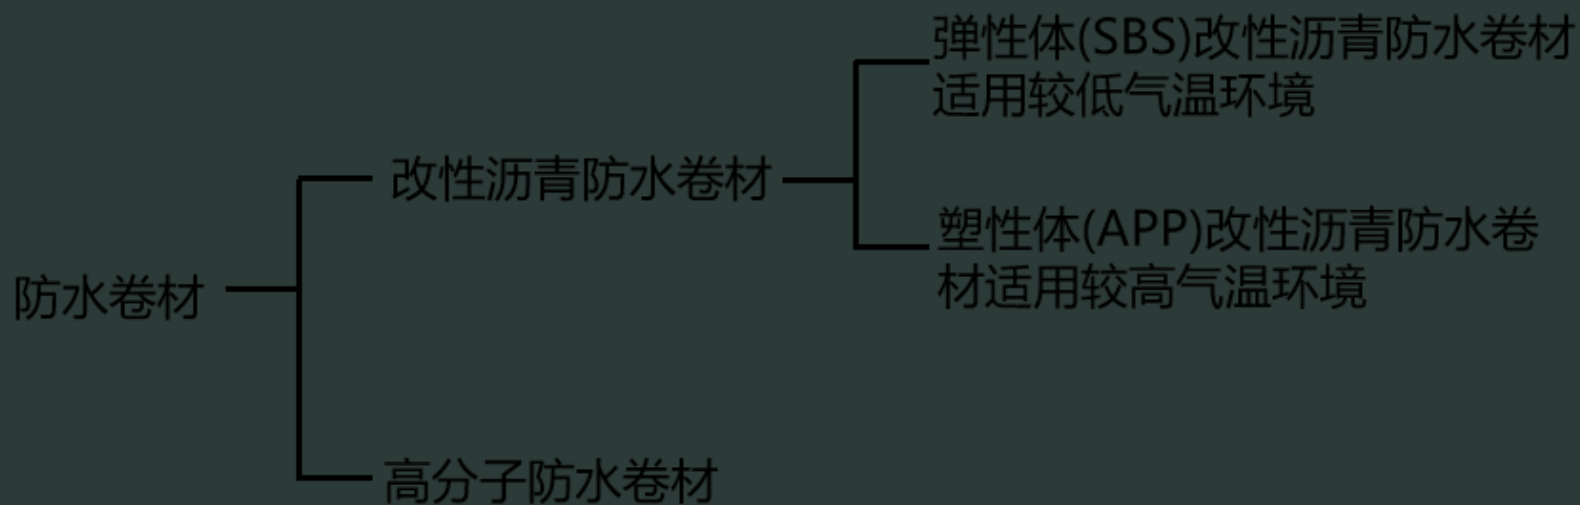 弹性体(SBS)改性沥青防水卷材
适用较低气温环境
改性沥青防水卷材
塑性体(APP)改性沥青防水卷
材适用较高气温环境
防水卷材
高分子防水卷材